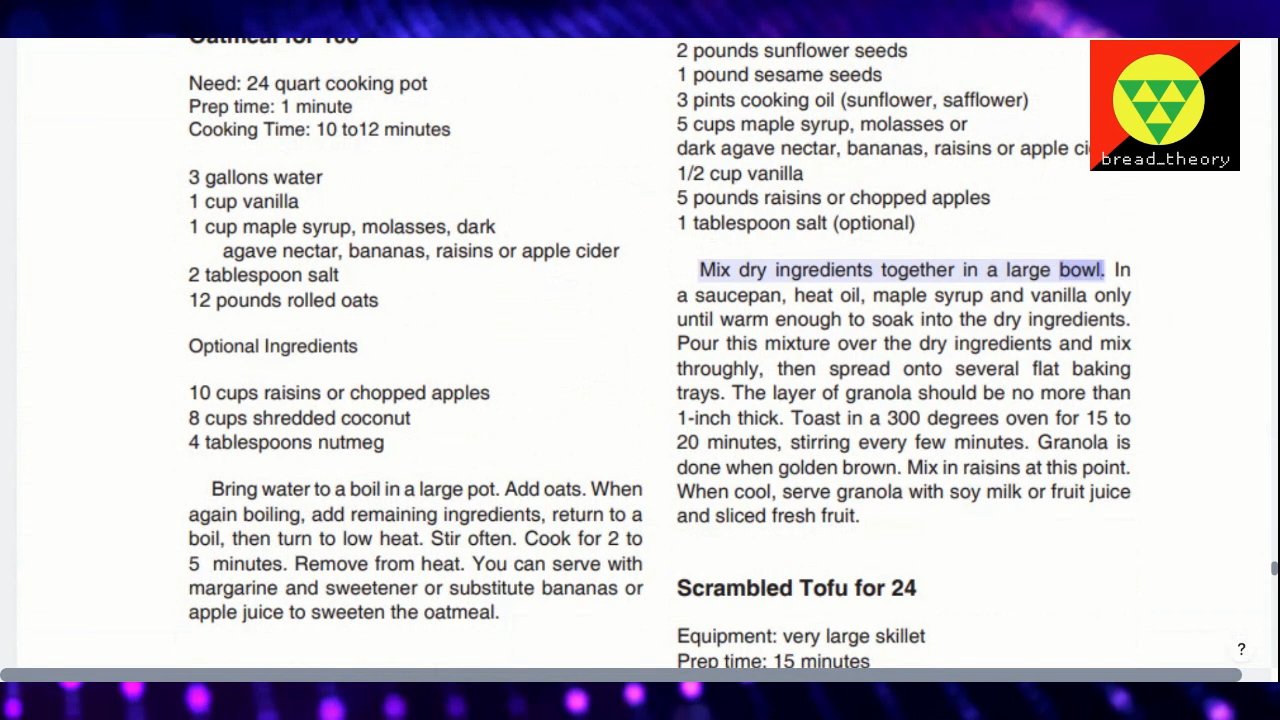 Oatmeal for 100
Need: 24 quart cooking pot
Prep time: 1 minute
Cooking Time: 10 to12 minutes
3 gallons water
1 cup vanilla
1 cup maple syrup, molasses, dark
agave nectar, bananas, raisins or apple cider
2 tablespoon salt
12 pounds rolled oats
Optional Ingredients
10 cups raisins or chopped apples
8 cups shredded coconut
4 tablespoons nutmeg
Bring water to a boil in a large pot. Add oats. When
again boiling, add remaining ingredients, return to a
boil, then turn to low heat. Stir often. Cook for 2 to
5 minutes. Remove from heat. You can serve with
margarine and sweetener or substitute bananas or
apple juice to sweeten the oatmeal.
2 pounds sunflower seeds
1 pound sesame seeds
3 pints cooking oil (sunflower, safflower)
5 cups maple syrup, molasses or
dark agave nectar, bananas, raisins or apple
1/2 cup vanilla
5 pounds raisins or chopped apples
1 tablespoon salt (optional)
Mix dry ingredients together in a large bowl. In
a saucepan, heat oil, maple syrup and vanilla only
until warm enough to soak into the dry ingredients.
Pour this mixture over the dry ingredients and mix
throughly, then spread onto several flat baking
trays. The layer of granola should be no more than
1-inch thick. Toast in a 300 degrees oven for 15 to
20 minutes, stirring every few minutes. Granola is
done when golden brown. Mix in raisins at this point.
When cool, serve granola with soy milk or fruit juice
and sliced fresh fruit.
Scrambled Tofu for 24
Equipment: very large skillet
Prep time: 15 minutes
bread_theory
?